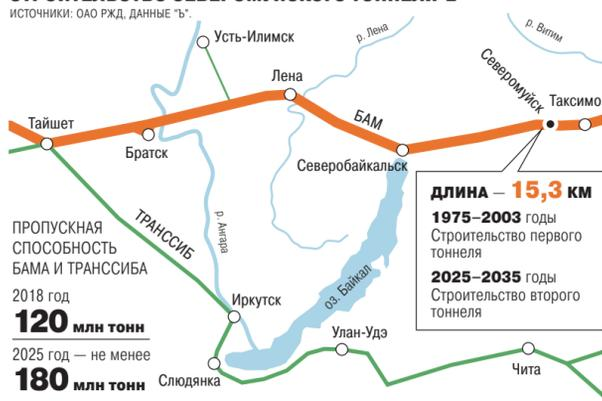 ИСТОЧНИКИ: ОАО РЖД, ДАННЫЕ "Ъ".
Усть-Илимск
р. Лена
р. Витим
Лена
БАМ
Северомуйск
Таксимо
Тайшет
Братск
Северобайкальск
ДЛИНА — 15,3 КМ
1975–2003 годы
Строительство первого
тоннеля
2025–2035 годы
Строительство второго
тоннеля
ТРАНССИБ
р. Ангара
оз. Байкал
ПРОПУСКНАЯ
СПОСОБНОСТЬ
БАМА И ТРАНССИБА
2018 год
120 млн тонн
2025 год — не менее
180 млн тонн
Иркутск
Улан-Удэ
Слюдянка
Чита